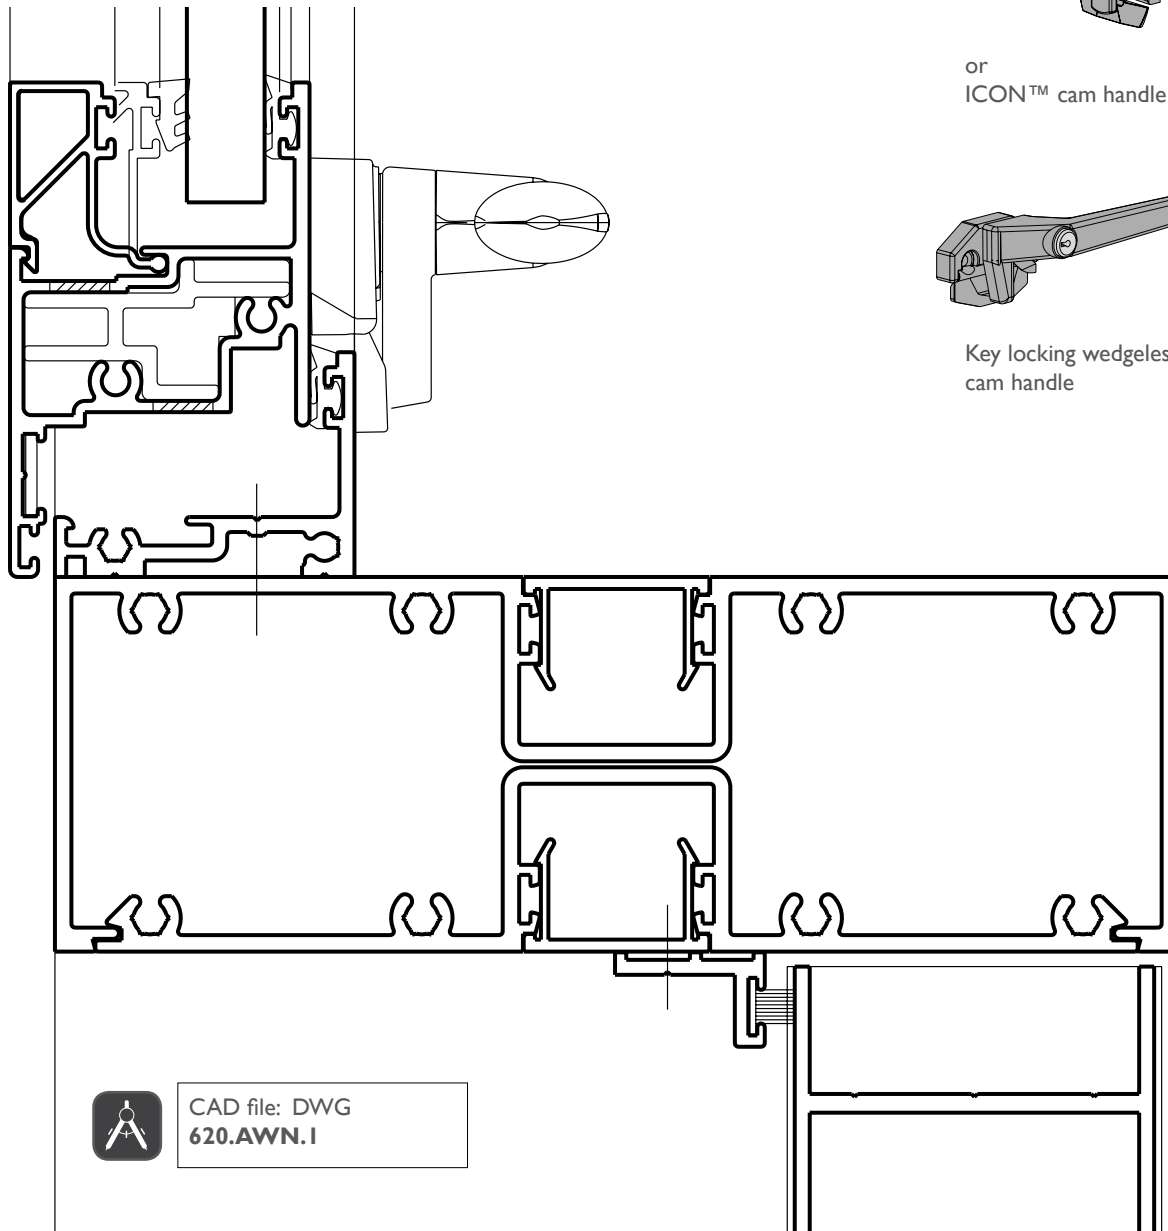 or
ICON™ cam handle
Key locking wedgeles
cam handle
CAD file: DWG
620.AWN.1